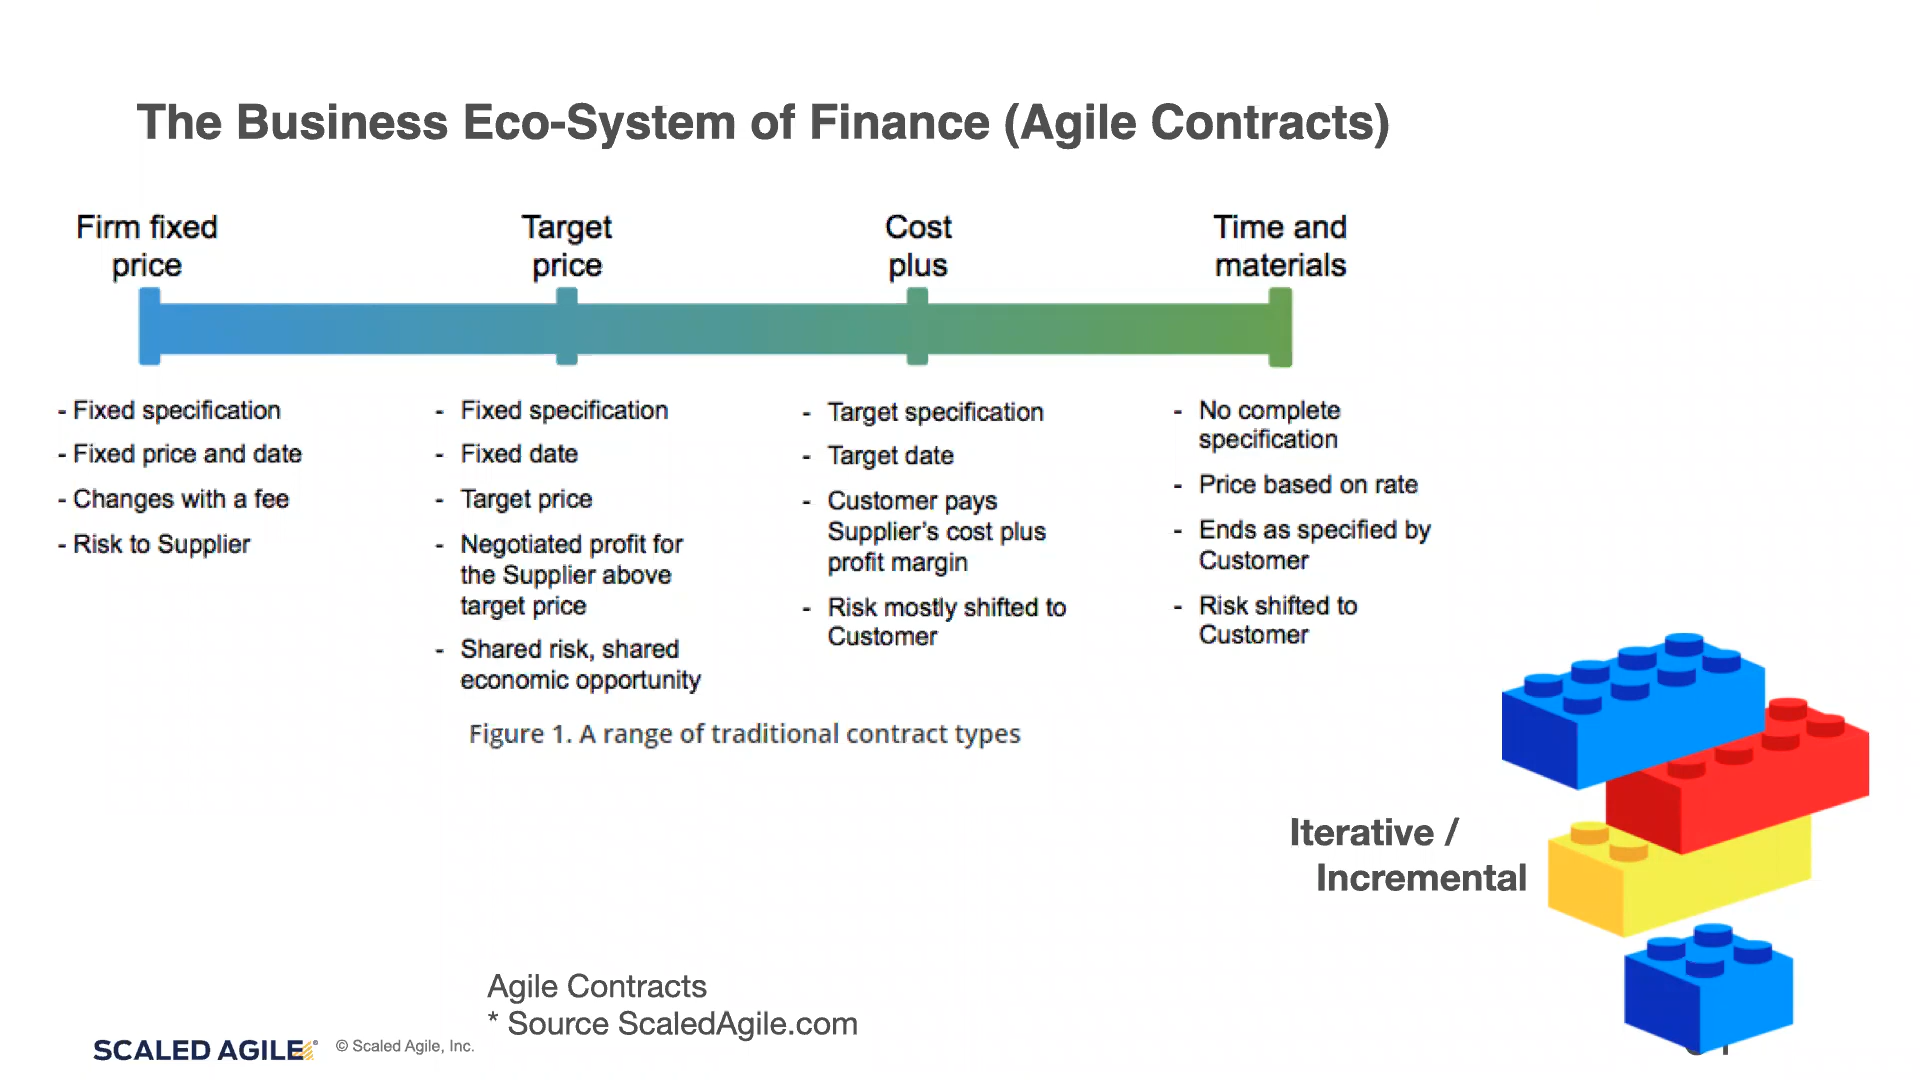 The Business Eco-System of Finance (Agile Contracts)
Firm fixed
price
Target
price
Cost
plus
Time and
materials
- Fixed specification
- Fixed price and date
- Changes with a fee
- Risk to Supplier
- Fixed specification
- Fixed date
- Target price
- Negotiated profit for
the Supplier above
target price
- Shared risk, shared
economic opportunity
- Target specification
- Target date
- Customer pays
Supplier's cost plus
profit margin
- Risk mostly shifted to
Customer
- No complete
specification
- Price based on rate
- Ends as specified by
Customer
- Risk shifted to
Customer
Figure 1. A range of traditional contract types
Iterative /
Incremental
Agile Contracts
* Source ScaledAgile.com
SCALED AGILE®
© Scaled Agile, Inc.